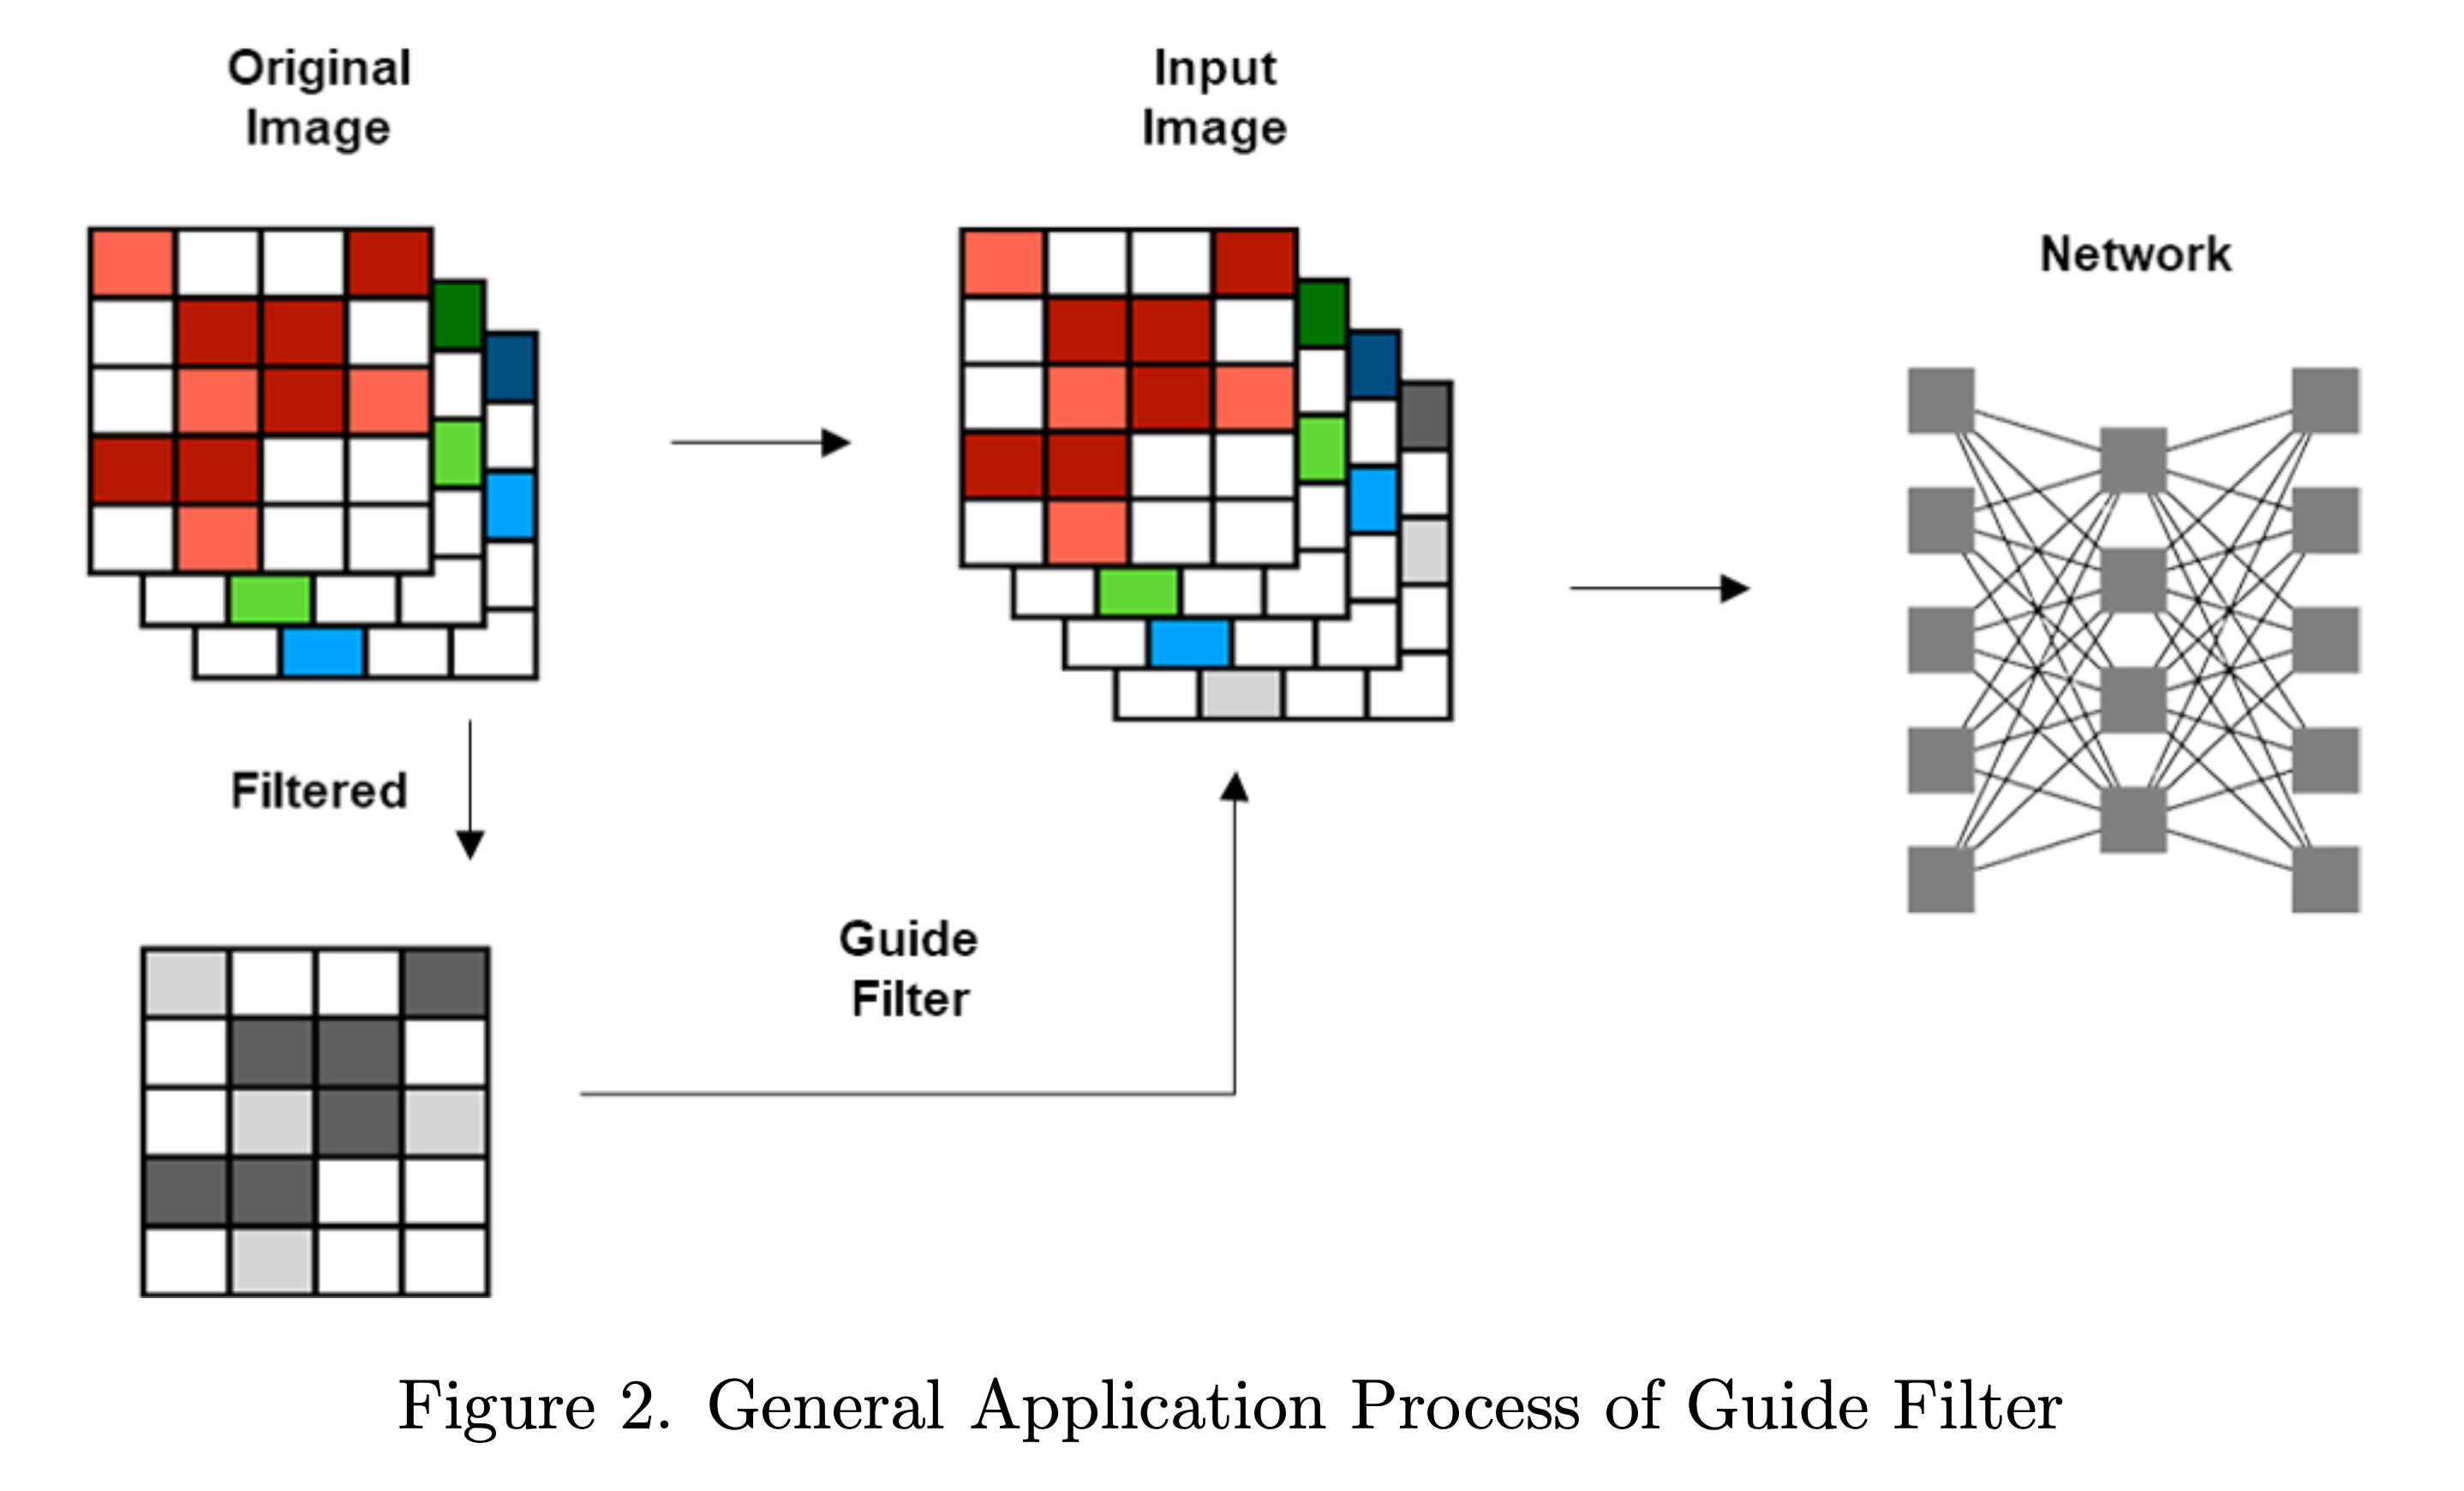 Original
Image
Input
Image
Network
Filtered
Guide
Filter
Figure 2. General Application Process of Guide Filter